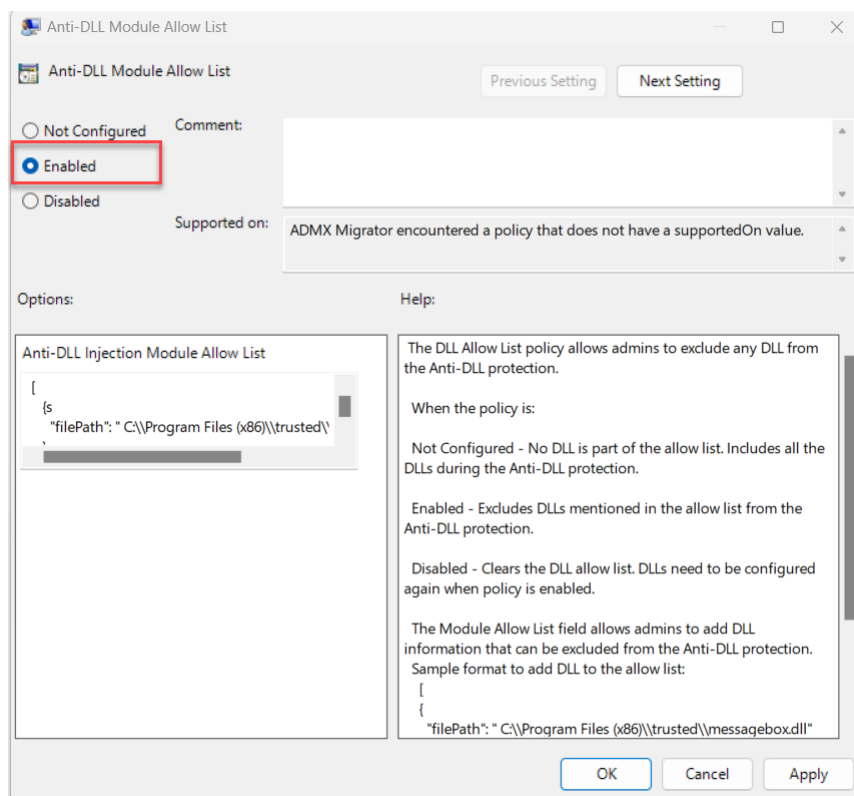 Anti-DLL Module Allow List
Anti-DLL Module Allow List
Previous Setting
Next Setting
Not Configured
Comment:
Enabled
Disabled
Supported on:
ADMX Migrator encountered a policy that does not have a supportedOn value.
Options:
Help:
Anti-DLL Injection Module Allow List
[
{s
"filePath": " C:\\Program Files (x86)\\trusted\\
The DLL Allow List policy allows admins to exclude any DLL from
the Anti-DLL protection.
When the policy is:
Not Configured - No DLL is part of the allow list. Includes all the
DLLs during the Anti-DLL protection.
Enabled - Excludes DLLs mentioned in the allow list from the
Anti-DLL protection.
Disabled - Clears the DLL allow list. DLLs need to be configured
again when policy is enabled.
The Module Allow List field allows admins to add DLL
information that can be excluded from the Anti-DLL protection.
Sample format to add DLL to the allow list:
[
{
"filePath": " C:\\Program Files (x86)\\trusted\\messagebox.dll"
OK
Cancel
Apply